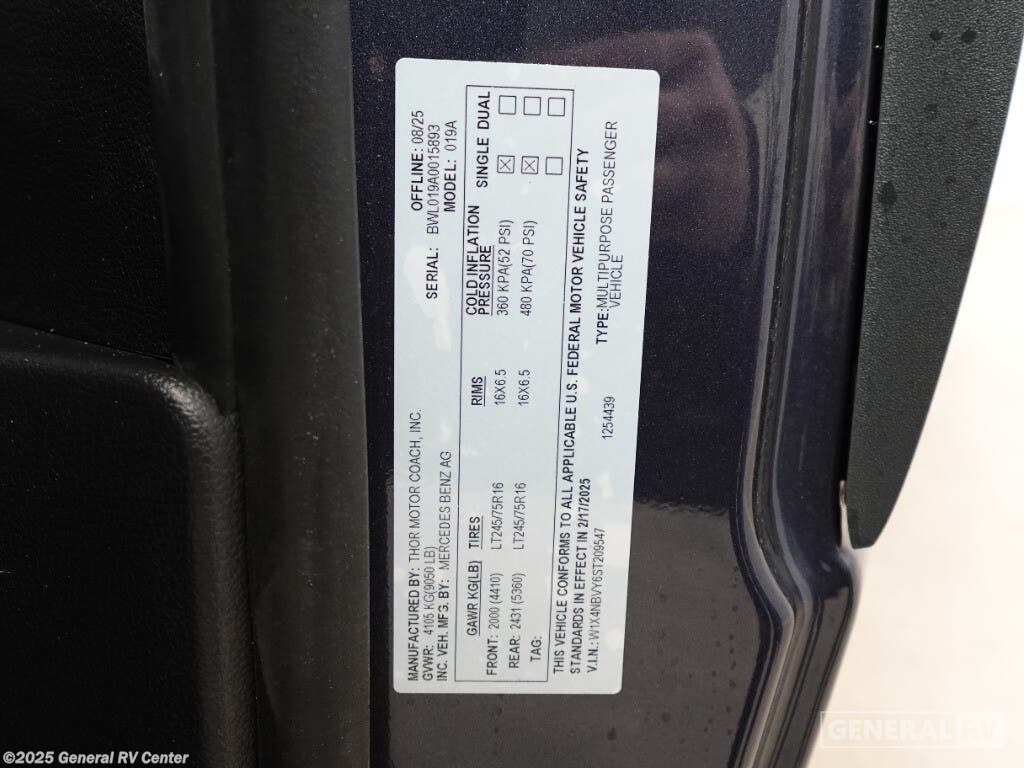 MANUFACTURED BY: THOR MOTOR COACH, INC. OFFLINE: 08/25
GVWR: 4105 KG(9050 LB) SERIAL: BWL019A0015893
INC. VEH. MFG. BY: MERCEDES BENZ AG MODEL: 019A
GAWR KG(LB) TIRES RIMS COLD INFLATION PRESSURE SINGLE DUAL
FRONT: 2000 (4410) LT245/75R16 16X6.5 360 KPA(52 PSI) ☒ ☐
REAR: 2431 (5360) LT245/75R16 16X6.5 480 KPA(70 PSI) ☒ ☐
TAG: ☐ ☐
THIS VEHICLE CONFORMS TO ALL APPLICABLE U.S. FEDERAL MOTOR VEHICLE SAFETY
STANDARDS IN EFFECT IN 2/17/2025
V.I.N.: W1X4NBVY6ST209547 1254439 TYPE:MULTIPURPOSE PASSENGER
VEHICLE
GENERAL RV
©2025 General RV Center